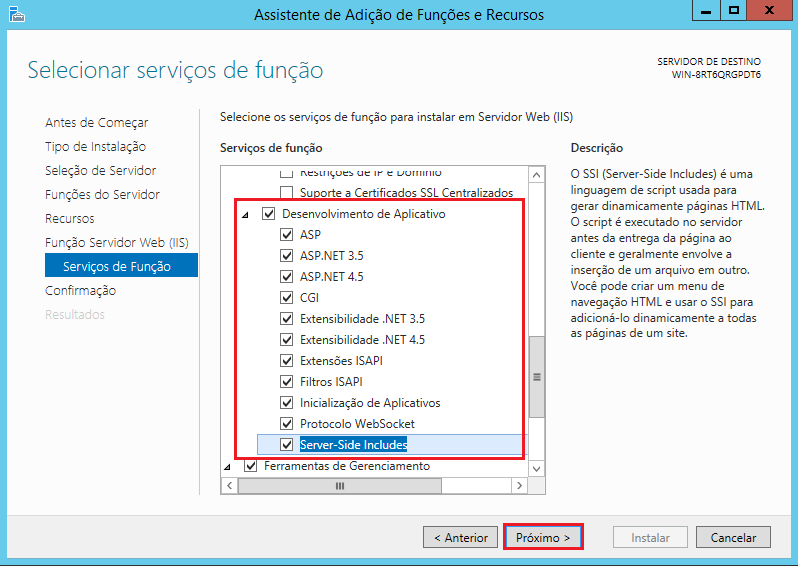 Assistente de Adição de Funções e Recursos
Selecionar serviços de função
SERVIDOR DE DESTINO
WIN-8RT6QRGPDT6
Antes de Começar
Tipo de Instalação
Seleção de Servidor
Funções do Servidor
Recursos
Função Servidor Web (IIS)
Serviços de Função
Confirmação
Resultados
Selecione os serviços de função para instalar em Servidor Web (IIS)
Serviços de função
Restrições de IP e Domínio
Suporte a Certificados SSL Centralizados
Desenvolvimento de Aplicativo
ASP
ASP.NET 3.5
ASP.NET 4.5
CGI
Extensibilidade .NET 3.5
Extensibilidade .NET 4.5
Extensões ISAPI
Filtros ISAPI
Inicialização de Aplicativos
Protocolo WebSocket
Server-Side Includes
Ferramentas de Gerenciamento
Descrição
O SSI (Server-Side Includes) é uma
linguagem de script usada para
gerar dinamicamente páginas HTML.
O script é executado no servidor
antes da entrega da página ao
cliente e geralmente envolve a
inserção de um arquivo em outro.
Você pode criar um menu de
navegação HTML e usar o SSI para
adicioná-lo dinamicamente a todas
as páginas de um site.
< Anterior
Próximo >
Instalar
Cancelar